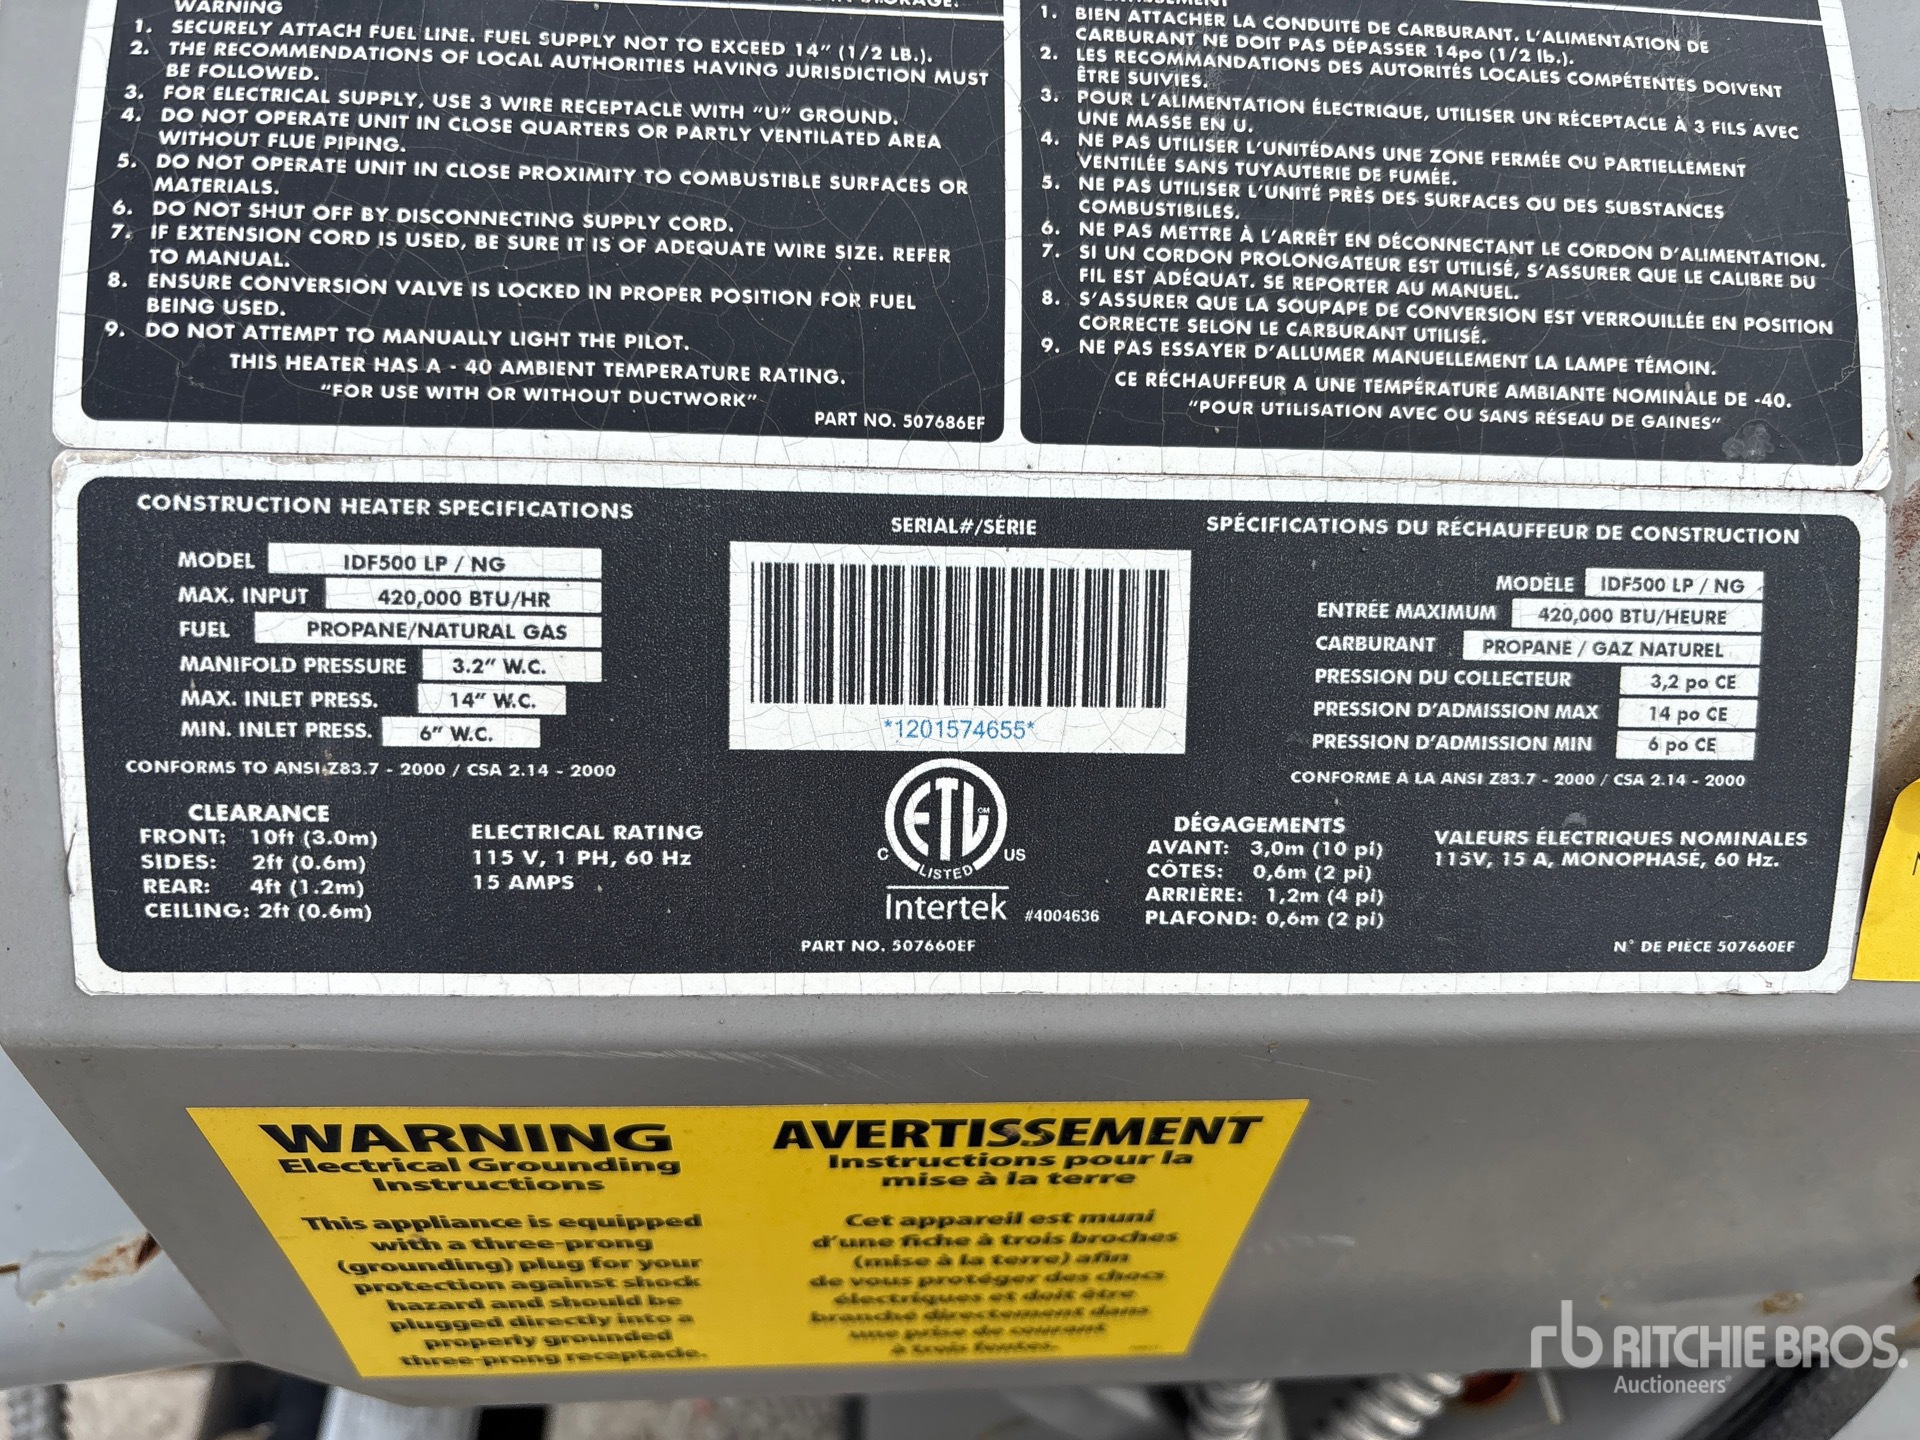 WARNING
1. SECURELY ATTACH FUEL LINE. FUEL SUPPLY NOT TO EXCEED 14" (1/2 LB.).
2. THE RECOMMENDATIONS OF LOCAL AUTHORITIES HAVING JURISDICTION MUST
BE FOLLOWED.
3. FOR ELECTRICAL SUPPLY, USE 3 WIRE RECEPTACLE WITH "U" GROUND.
4. DO NOT OPERATE UNIT IN CLOSE QUARTERS OR PARTLY VENTILATED AREA
WITHOUT FLUE PIPING.
5. DO NOT OPERATE UNIT IN CLOSE PROXIMITY TO COMBUSTIBLE SURFACES OR
MATERIALS.
6. DO NOT SHUT OFF BY DISCONNECTING SUPPLY CORD.
7. IF EXTENSION CORD IS USED, BE SURE IT IS OF ADEQUATE WIRE SIZE. REFER
TO MANUAL.
8. ENSURE CONVERSION VALVE IS LOCKED IN PROPER POSITION FOR FUEL
BEING USED.
9. DO NOT ATTEMPT TO MANUALLY LIGHT THE PILOT.
THIS HEATER HAS A - 40 AMBIENT TEMPERATURE RATING.
"FOR USE WITH OR WITHOUT DUCTWORK"
PART NO. 507686EF
1. BIEN ATTACHER LA CONDUITE DE CARBURANT. L'ALIMENTATION DE
CARBURANT NE DOIT PAS DÉPASSER 14po (1/2 lb.).
2. LES RECOMMANDATIONS DES AUTORITÉS LOCALES COMPÉTENTES DOIVENT
ÊTRE SUIVIES.
3. POUR L'ALIMENTATION ÉLECTRIQUE, UTILISER UN RÉCEPTACLE À 3 FILS AVEC
UNE MASSE EN U.
4. NE PAS UTILISER L'UNITÉDANS UNE ZONE FERMÉE OU PARTIELLEMENT
VENTILÉE SANS TUYAUTERIE DE FUMÉE.
5. NE PAS UTILISER L'UNITÉ PRÈS DES SURFACES OU DES SUBSTANCES
COMBUSTIBILES.
6. NE PAS METTRE À L'ARRÊT EN DÉCONNECTANT LE CORDON D'ALIMENTATION.
7. SI UN CORDON PROLONGATEUR EST UTILISÉ, S'ASSURER QUE LE CALIBRE DU
FIL EST ADÉQUAT. SE REPORTER AU MANUEL.
8. S'ASSURER QUE LA SOUPAPE DE CONVERSION EST VERROUILLÉE EN POSITION
CORRECTE SELON LE CARBURANT UTILISÉ.
9. NE PAS ESSAYER D'ALLUMER MANUELLEMENT LA LAMPE TÉMOIN.
CE RÉCHAUFFEUR A UNE TEMPÉRATURE AMBIANTE NOMINALE DE -40.
"POUR UTILISATION AVEC OU SANS RÉSEAU DE GAINES"
CONSTRUCTION HEATER SPECIFICATIONS
MODEL IDF500 LP / NG
MAX. INPUT 420,000 BTU/HR
FUEL PROPANE/NATURAL GAS
MANIFOLD PRESSURE 3.2" W.C.
MAX. INLET PRESS. 14" W.C.
MIN. INLET PRESS. 6" W.C.
CONFORMS TO ANSI Z83.7 - 2000 / CSA 2.14 - 2000
CLEARANCE
FRONT: 10ft (3.0m)
SIDES: 2ft (0.6m)
REAR: 4ft (1.2m)
CEILING: 2ft (0.6m)
ELECTRICAL RATING
115 V, 1 PH, 60 Hz
15 AMPS
SERIAL#/SÉRIE
*1201574655*
ETL CM
C LISTED US
Intertek #4004636
PART NO. 507660EF
SPÉCIFICATIONS DU RÉCHAUFFEUR DE CONSTRUCTION
MODÈLE IDF500 LP / NG
ENTRÉE MAXIMUM 420,000 BTU/HEURE
CARBURANT PROPANE / GAZ NATUREL
PRESSION DU COLLECTEUR 3,2 po CE
PRESSION D'ADMISSION MAX 14 po CE
PRESSION D'ADMISSION MIN 6 po CE
CONFORME A LA ANSI Z83.7 - 2000 / CSA 2.14 - 2000
DÉGAGEMENTS
AVANT: 3,0m (10 pi)
CÔTES: 0,6m (2 pi)
ARRIÈRE: 1,2m (4 pi)
PLAFOND: 0,6m (2 pi)
VALEURS ÉLECTRIQUES NOMINALES
115V, 15 A, MONOPHASÉ, 60 Hz.
N° DE PIÈCE 507660EF
WARNING
Electrical Grounding
Instructions
This appliance is equipped
with a three-prong
(grounding) plug for your
protection against shock
hazard and should be
plugged directly into a
properly grounded
three-prong receptacle.
AVERTISSEMENT
Instructions pour la
mise à la terre
Cet appareil est muni
d'une fiche à trois broches
(mise à la terre) afin
de vous protéger des chocs
électriques et doit être
branché directement dans
une prise de courant
à trois fentes.
rb RITCHIE BROS.
Auctioneers